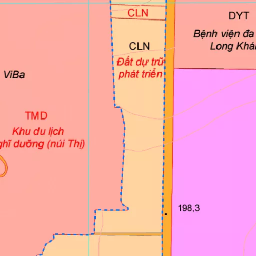 CLN
DYT
Bệnh viện đa
Long Khá
CLN
Đất dự trữ
phát triển
ViBa
TMD
Khu du lịch
ghĩ dưỡng (núi Thị)
198,3